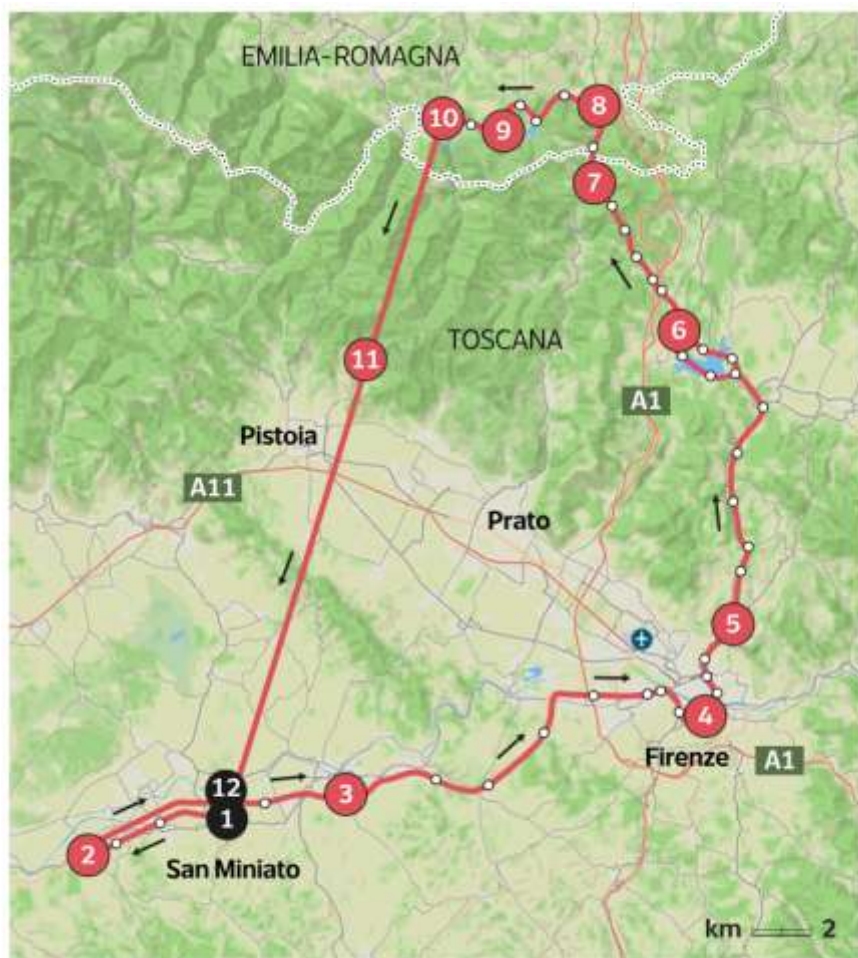 EMILIA-ROMAGNA
10
9
8
7
6
11
TOSCANA
A1
Pistoia
A11
Prato
5
4
Firenze
A1
12
3
1
2
San Miniato
km 2